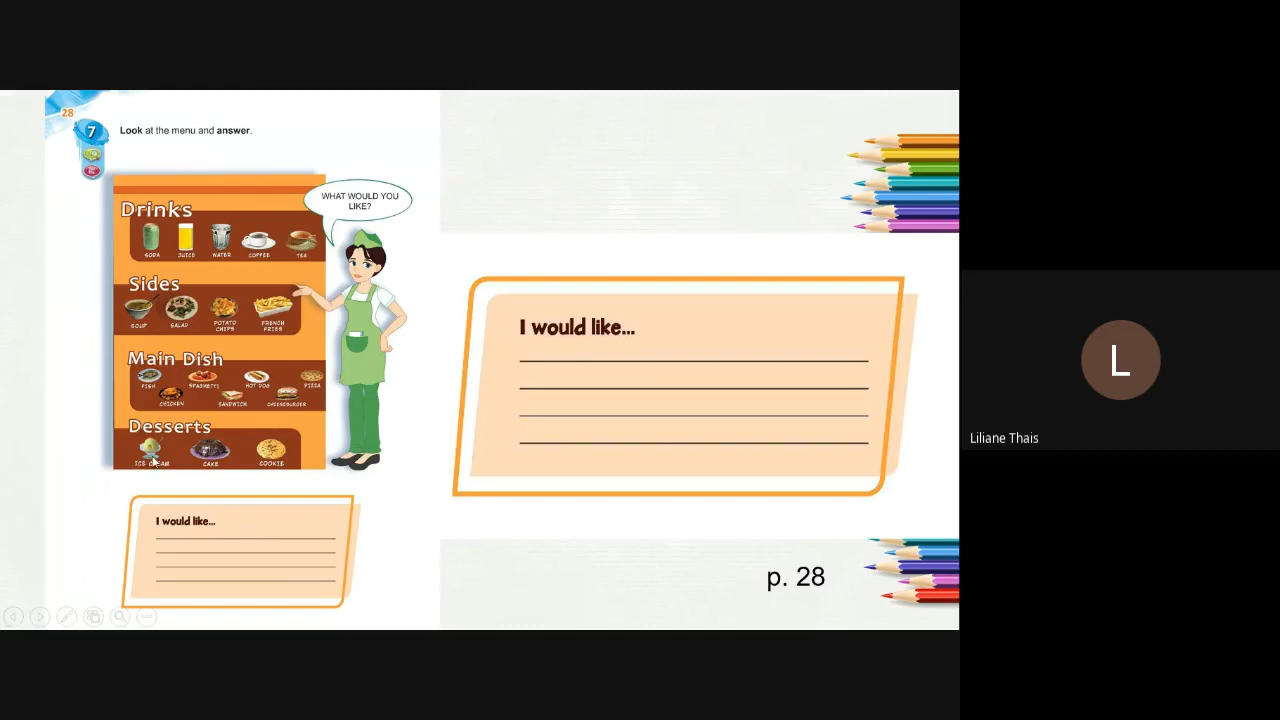 28
7
Look at the menu and answer.
WHAT WOULD YOU
LIKE?
Drinks
SODA JUICE WATER COFFEE TEA
Sides
SOUP SALAD POTATO CHIPS FRENCH FRIES
Main Dish
FISH SPAGHETTI HOT DOG PIZZA
CHICKEN SANDWICH CHEESEBURGER
Desserts
ICE CREAM CAKE COOKIE
I would like...
I would like...
p. 28
L
Liliane Thais